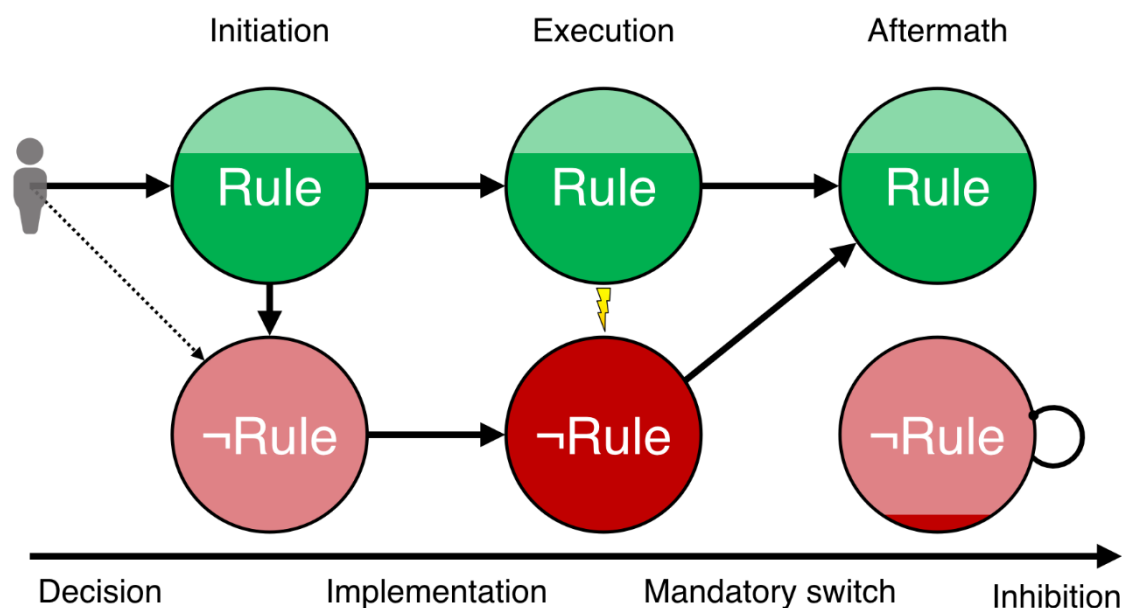 Initiation Execution Aftermath
Rule Rule Rule
¬Rule ¬Rule ¬Rule
Decision Implementation Mandatory switch Inhibition